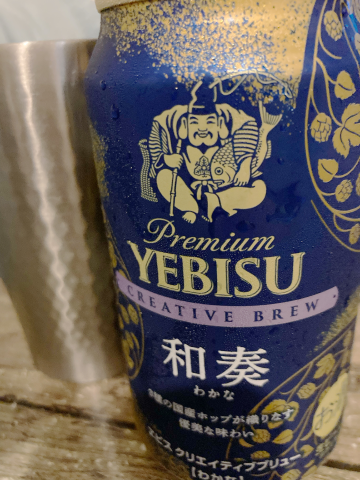 Premium
YEBISU
CREATIVE BREW
和奏
わかな
種の国産ホップが織りなす
優美な味わい
ヱビス クリエイティブブリュー
【わかな】